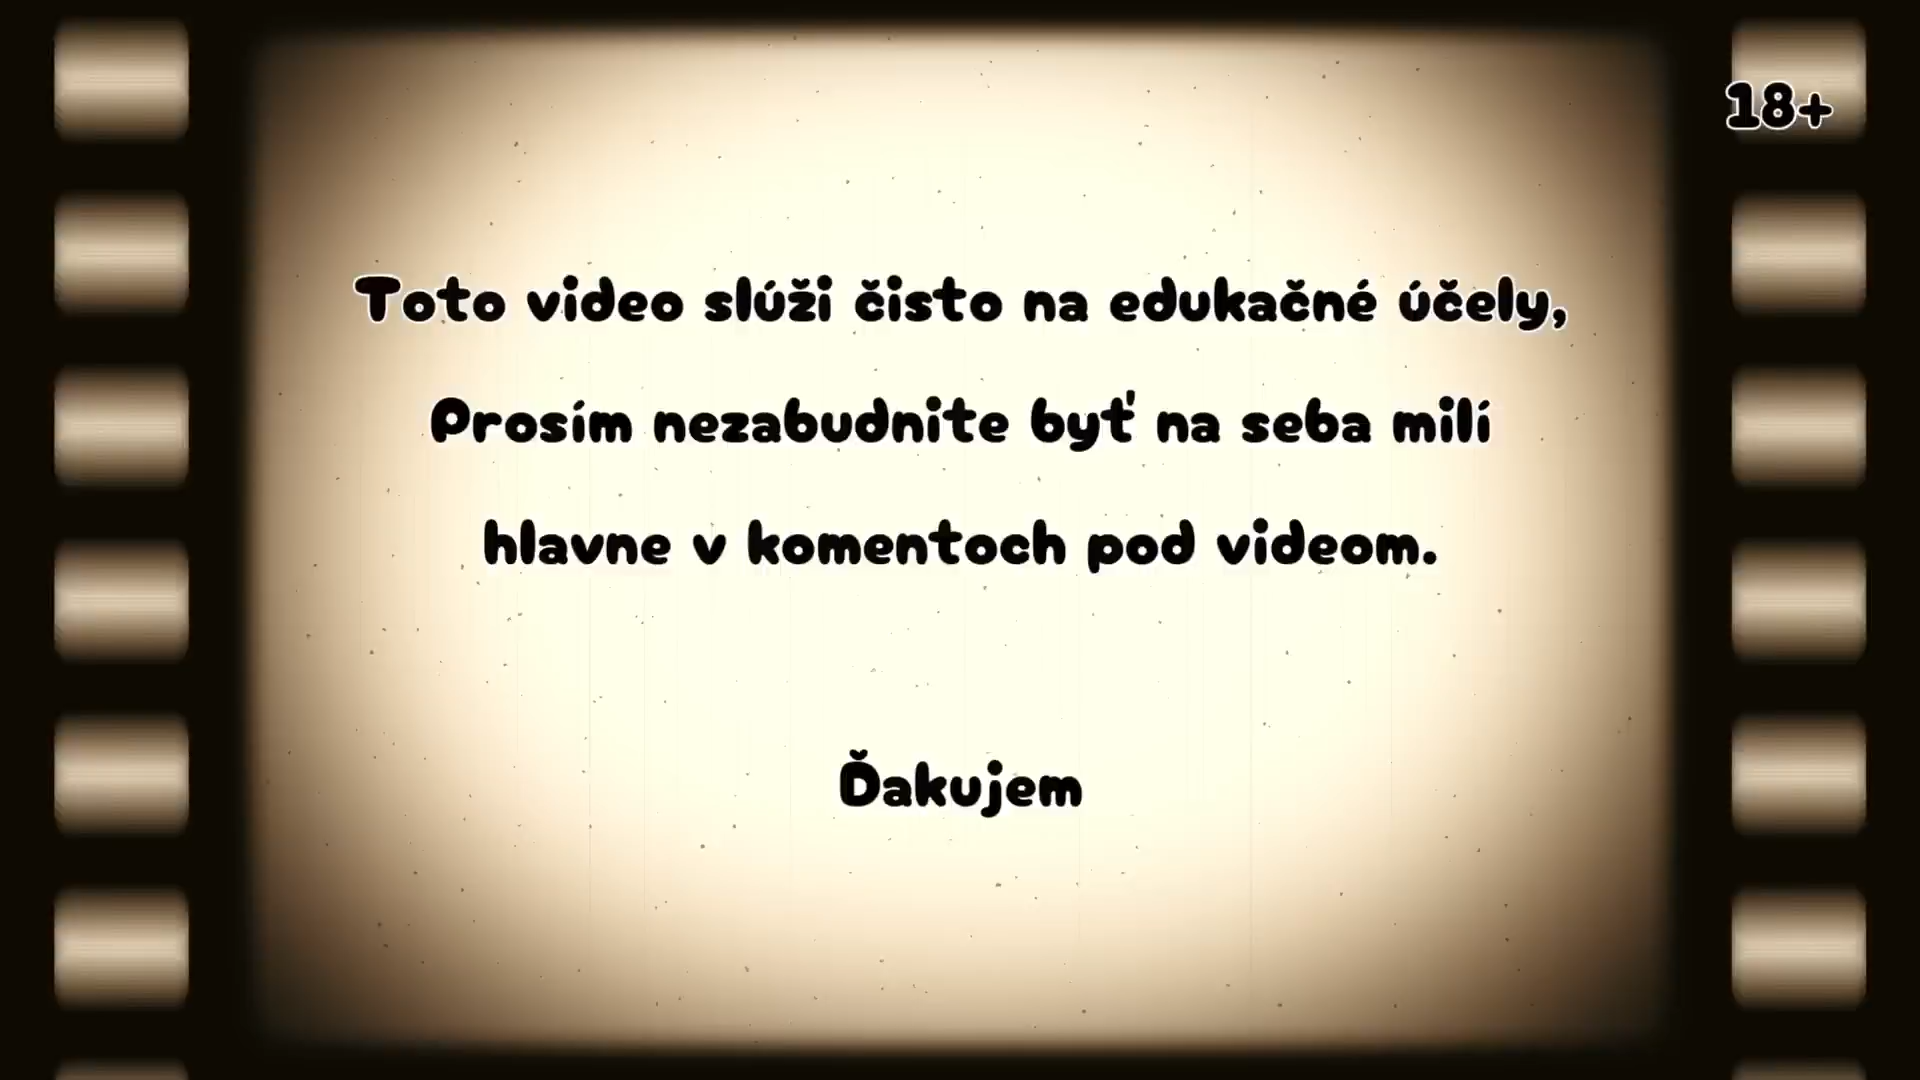 18+
Toto video slúži čisto na edukačné účely,
Prosím nezabudnite byť na seba milí
hlavne v komentoch pod videom.
Ďakujem